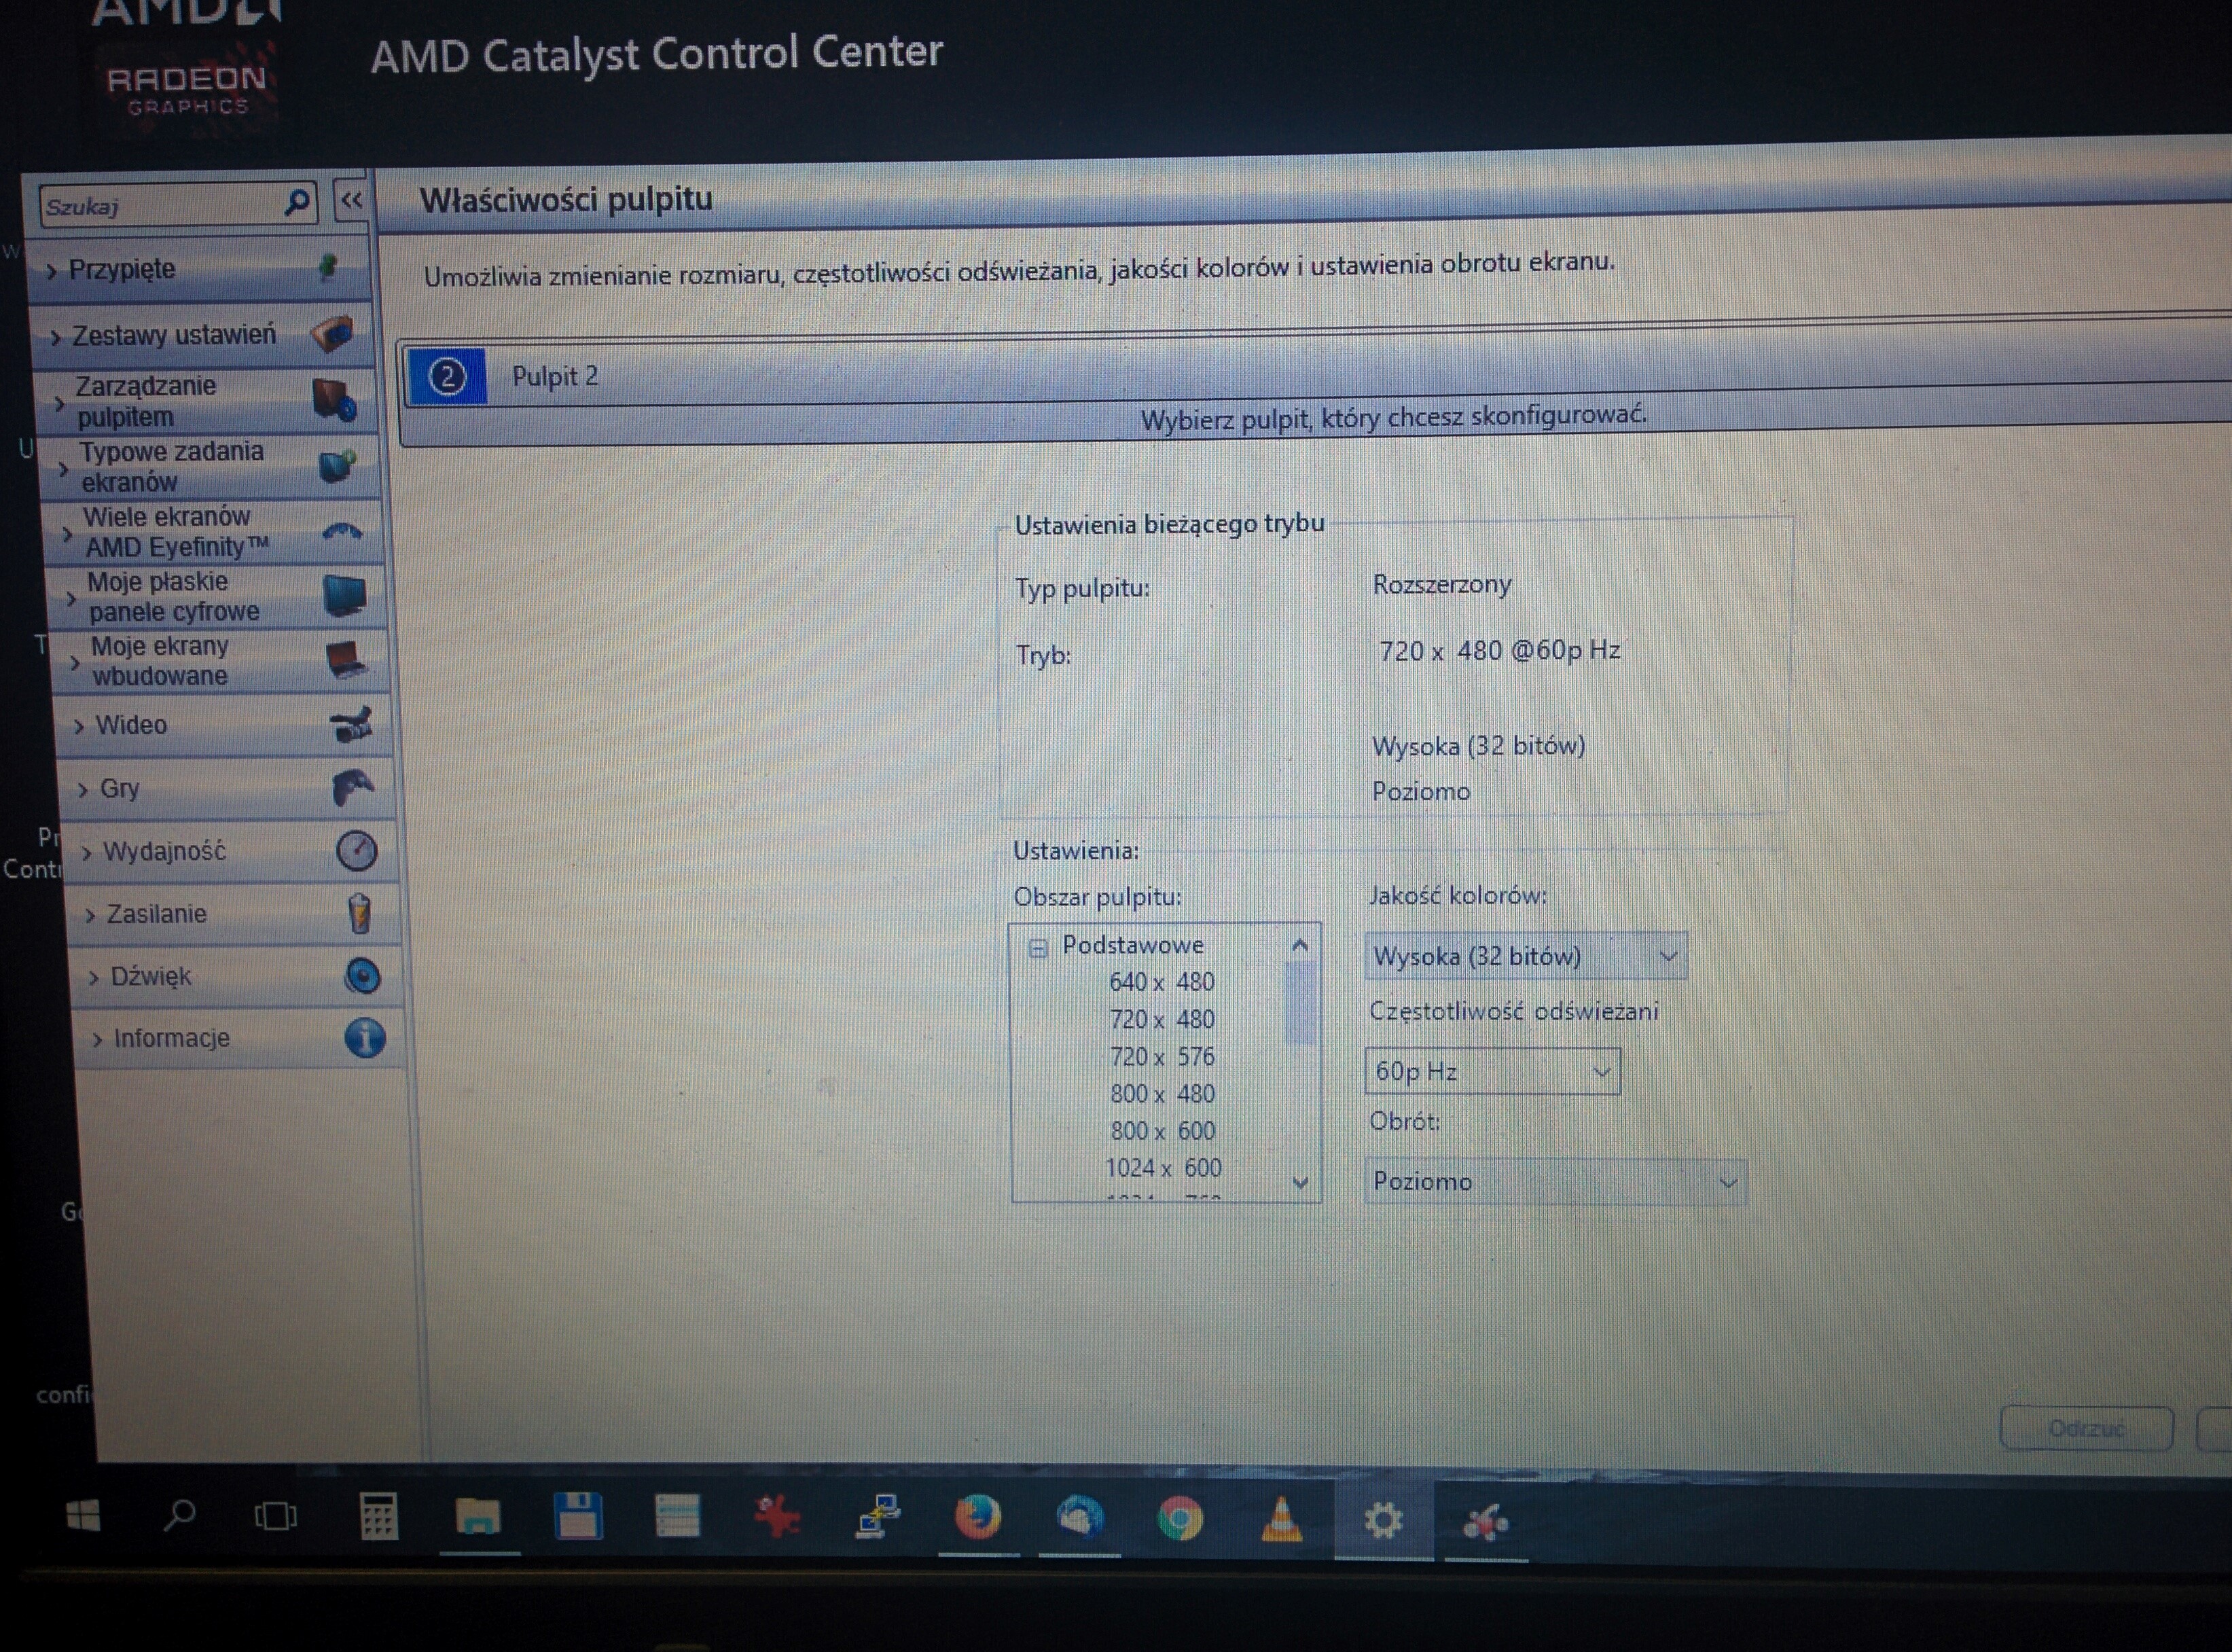 AMD
RADEON
GRAPHICS
AMD Catalyst Control Center
Szukaj
<<
Właściwości pulpitu
Przypięte
Zestawy ustawień
Zarządzanie
pulpitem
Typowe zadania
ekranów
Wiele ekranów
AMD Eyefinity™
Moje płaskie
panele cyfrowe
Moje ekrany
wbudowane
Wideo
Gry
Wydajność
Zasilanie
Dźwięk
Informacje
Umożliwia zmienianie rozmiaru, częstotliwości odświeżania, jakości kolorów i ustawienia obrotu ekranu.
2 Pulpit 2
Wybierz pulpit, który chcesz skonfigurować.
Ustawienia bieżącego trybu
Typ pulpitu: Rozszerzony
Tryb: 720 x 480 @60p Hz
Wysoka (32 bitów)
Poziomo
Ustawienia:
Obszar pulpitu:
Podstawowe
640 x 480
720 x 480
720 x 576
800 x 480
800 x 600
1024 x 600
Jakość kolorów:
Wysoka (32 bitów)
Częstotliwość odświeżani
60p Hz
Obrót:
Poziomo
Odrzuć
W
U
T
Pr
Contr
confi